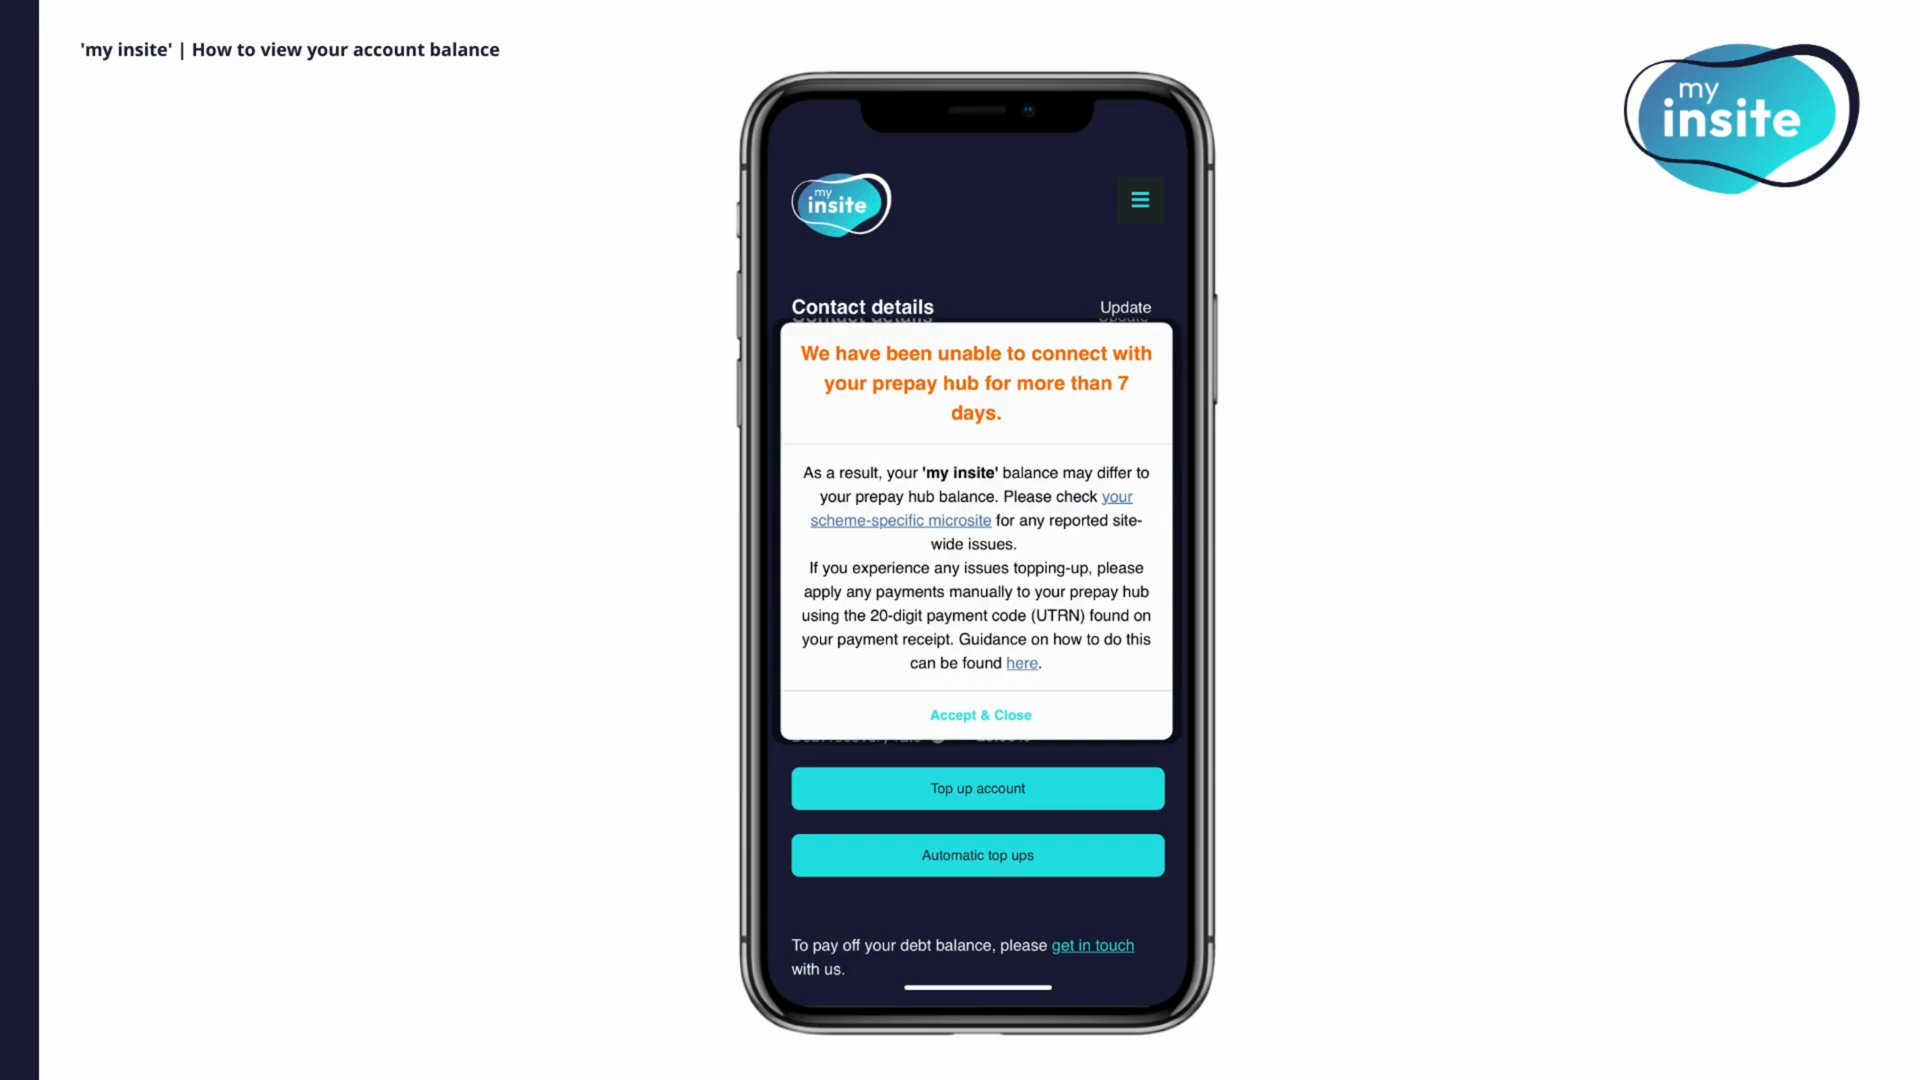 'my insite' | How to view your account balance
my
insite
my
insite
Contact details
Update
We have been unable to connect with
your prepay hub for more than 7
days.
As a result, your 'my insite' balance may differ to
your prepay hub balance. Please check your
scheme-specific microsite for any reported site-
wide issues.
If you experience any issues topping-up, please
apply any payments manually to your prepay hub
using the 20-digit payment code (UTRN) found on
your payment receipt. Guidance on how to do this
can be found here.
Accept & Close
Top up account
Automatic top ups
To pay off your debt balance, please get in touch
with us.